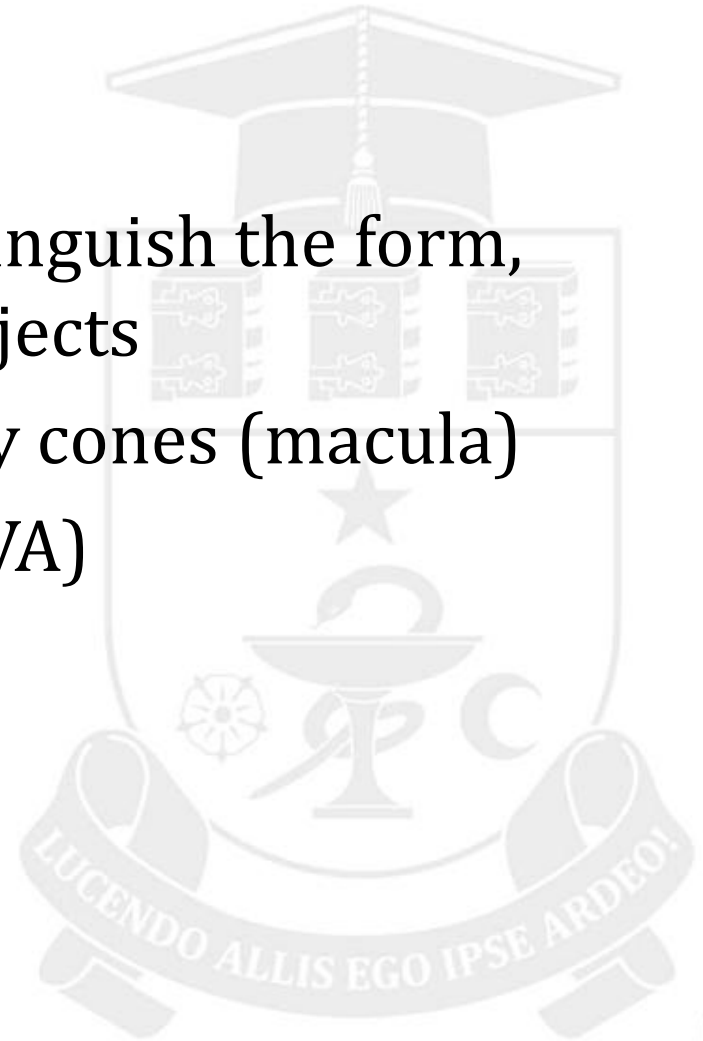 nguish the form,
jects
y cones (macula)
VA)
LUCENDO ALLIS EGO IPSE ARDEO!